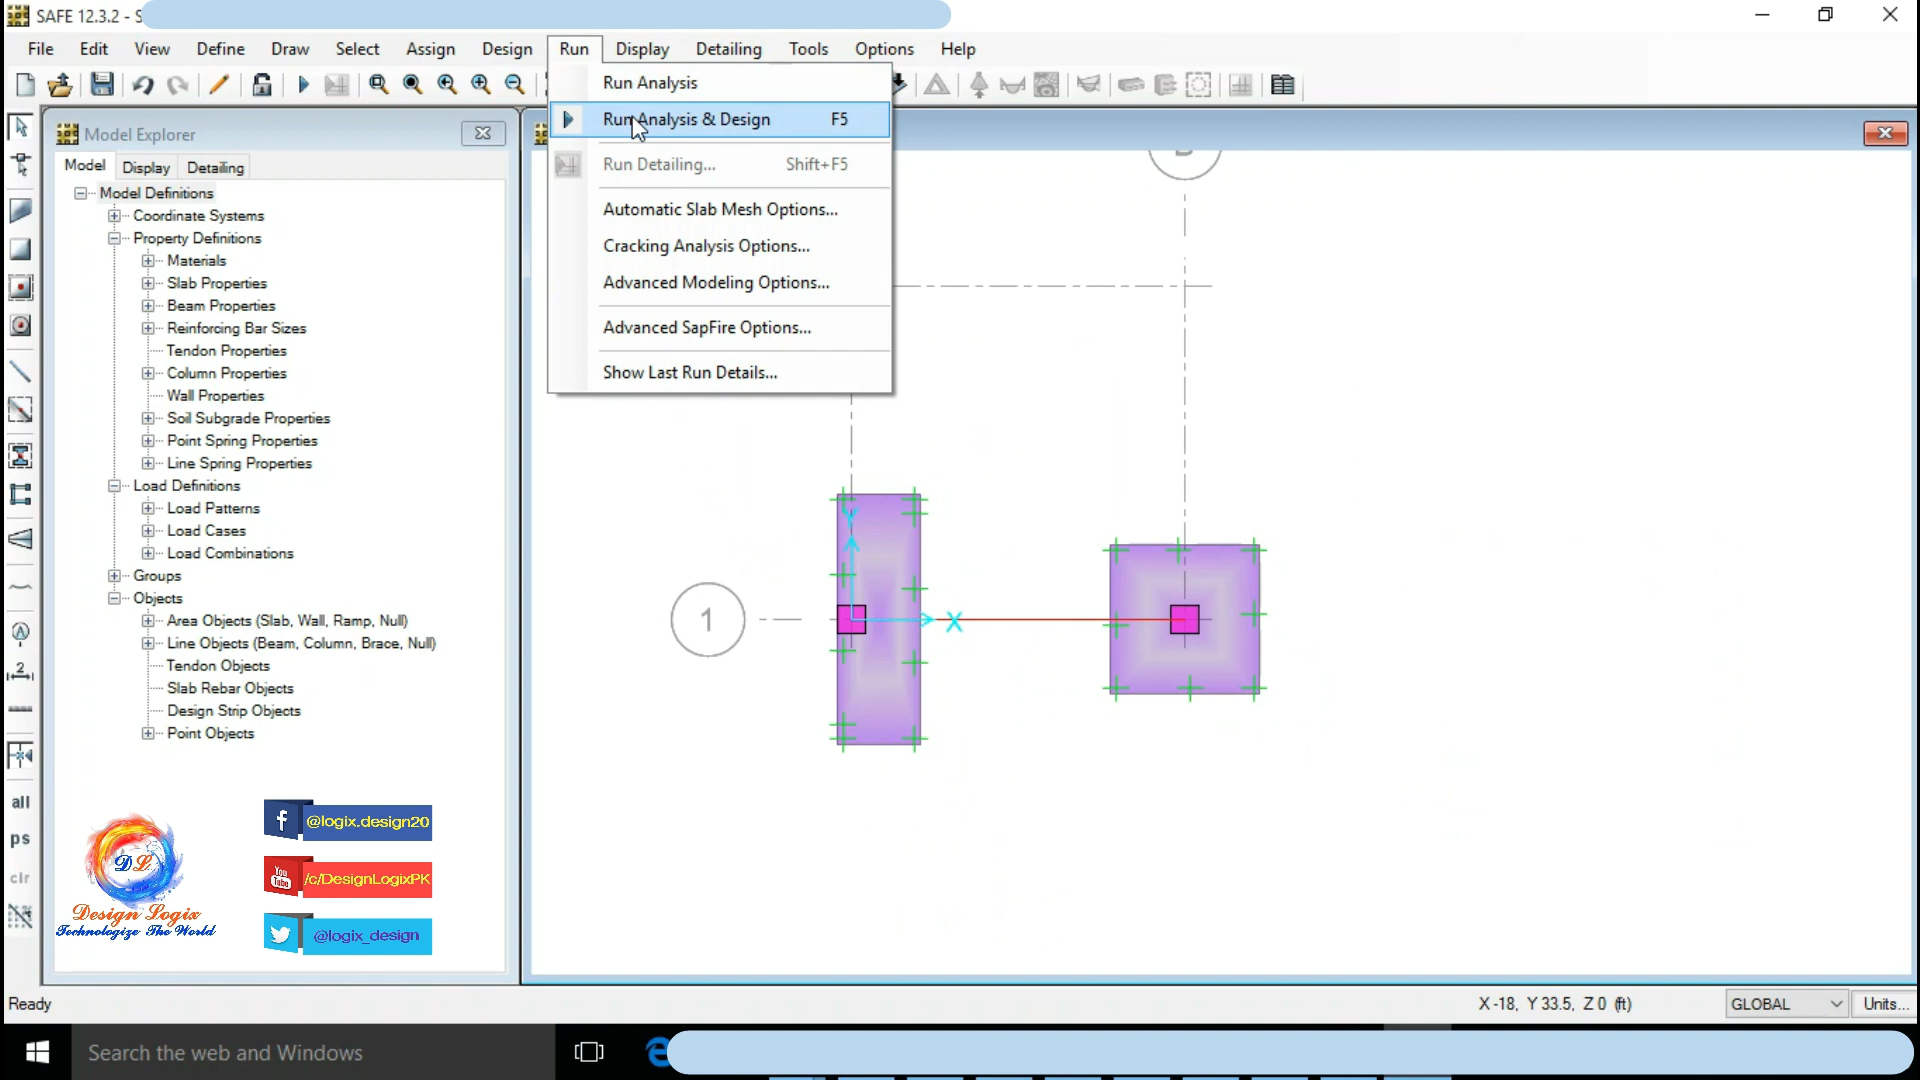 SAFE 12.3.2 - S
File Edit View Define Draw Select Assign Design Run Display Detailing Tools Options Help
Run Analysis
Run Analysis & Design F5
Run Detailing... Shift+F5
Automatic Slab Mesh Options...
Cracking Analysis Options...
Advanced Modeling Options...
Advanced SapFire Options...
Show Last Run Details...
Model Explorer
Model Display Detailing
Model Definitions
Coordinate Systems
Property Definitions
Materials
Slab Properties
Beam Properties
Reinforcing Bar Sizes
Tendon Properties
Column Properties
Wall Properties
Soil Subgrade Properties
Point Spring Properties
Line Spring Properties
Load Definitions
Load Patterns
Load Cases
Load Combinations
Groups
Objects
Area Objects (Slab, Wall, Ramp, Null)
Line Objects (Beam, Column, Brace, Null)
Tendon Objects
Slab Rebar Objects
Design Strip Objects
Point Objects
all
ps
clr
2
1
Y
X
DL
Design Logix
Technologize The World
f @logix.design20
You Tube /c/DesignLogixPK
@logix_design
Ready
X -18, Y 33.5, Z 0 (ft)
GLOBAL
Units...
Search the web and Windows